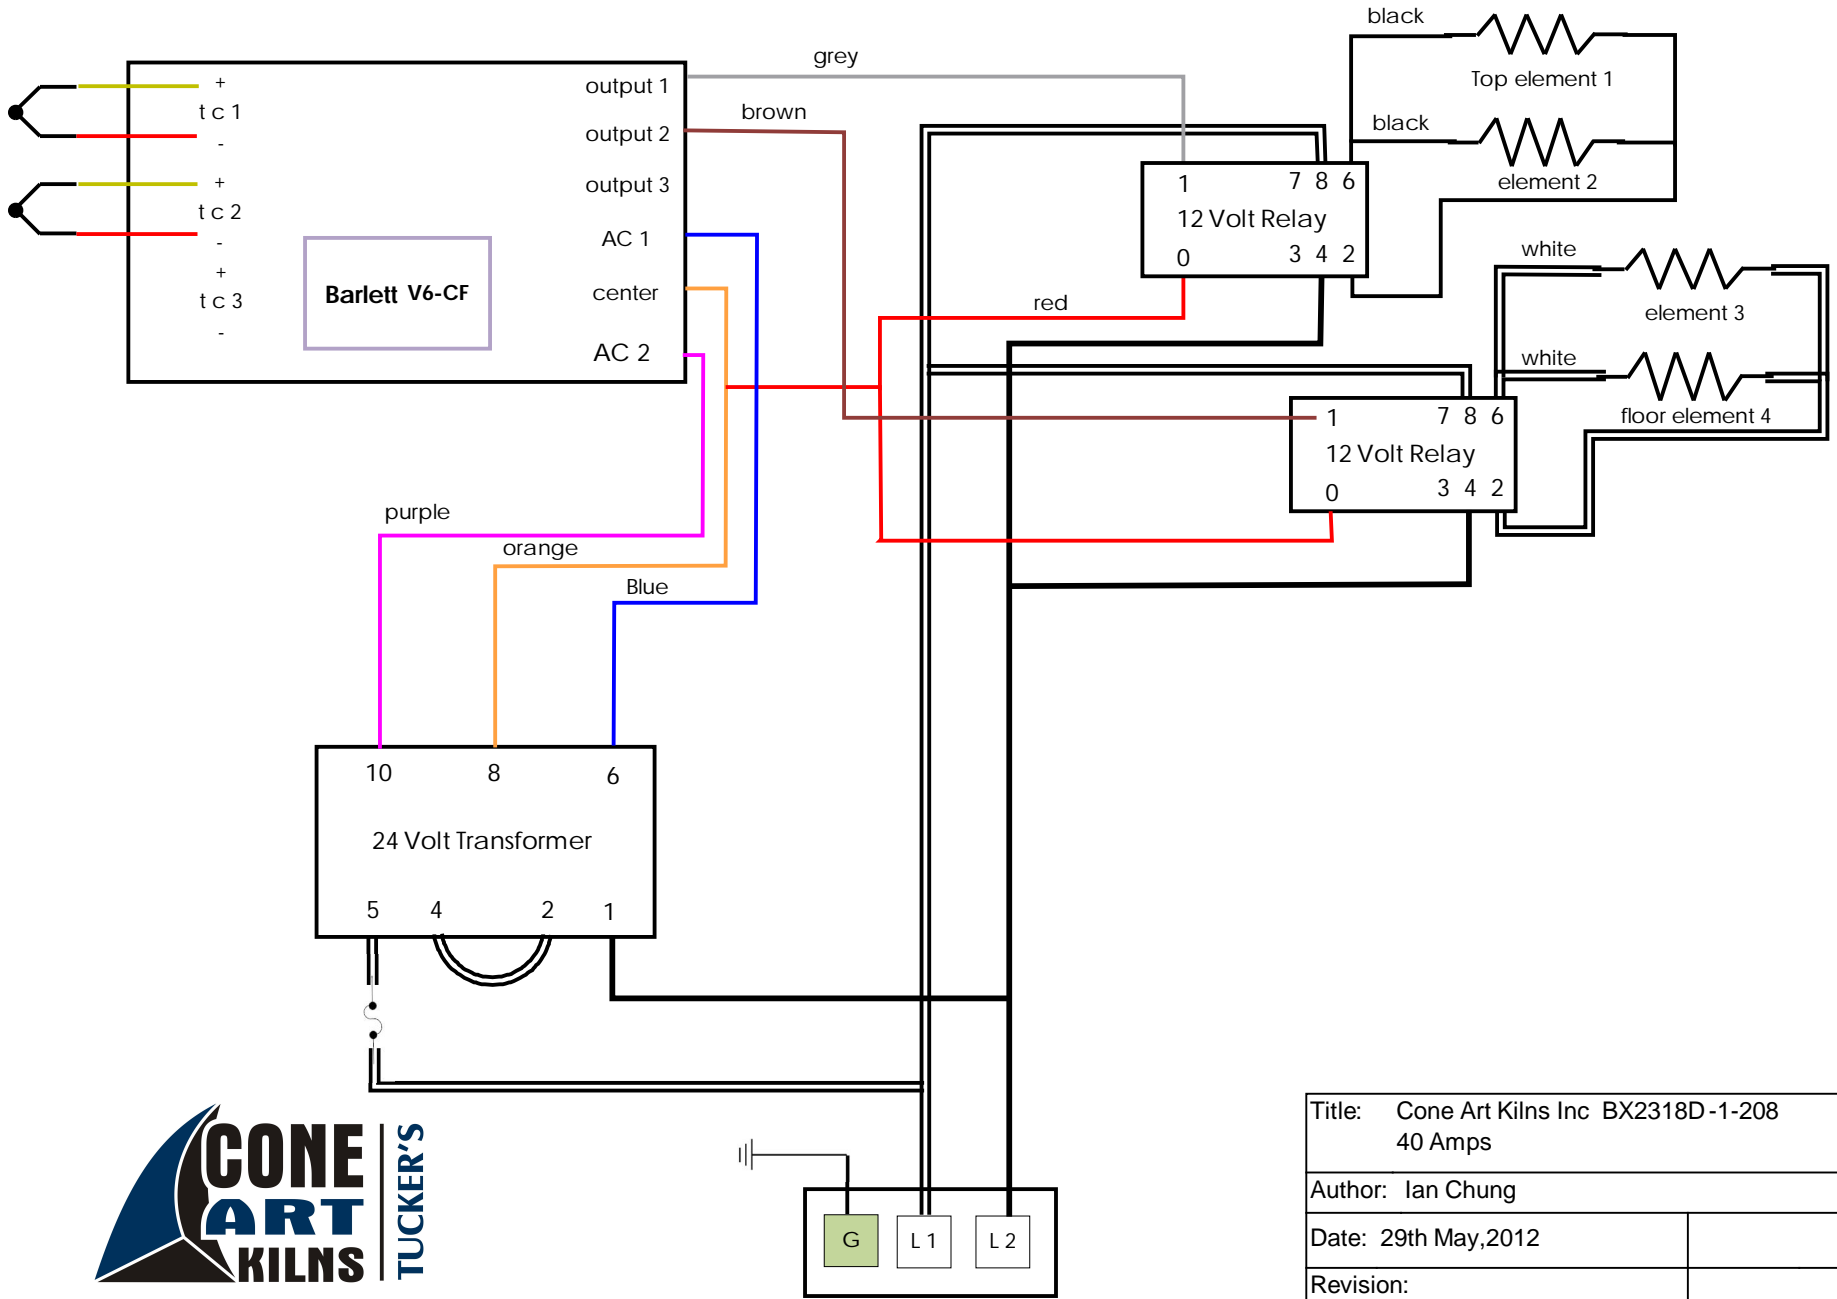 black
grey
Top element 1
+
t c 1
-
output 1
brown
output 2
black
element 2
+
t c 2
-
output 3
1 7 8 6
12 Volt Relay
0 3 4 2
AC 1
white
element 3
+
t c 3
-
Barlett V6-CF
center
red
AC 2
white
floor element 4
1 7 8 6
12 Volt Relay
0 3 4 2
purple
orange
Blue
10 8 6
24 Volt Transformer
5 4 2 1
CONE
ART
KILNS
TUCKER'S
G L 1 L 2
Title: Cone Art Kilns Inc BX2318D-1-208
40 Amps
Author: Ian Chung
Date: 29th May,2012
Revision: